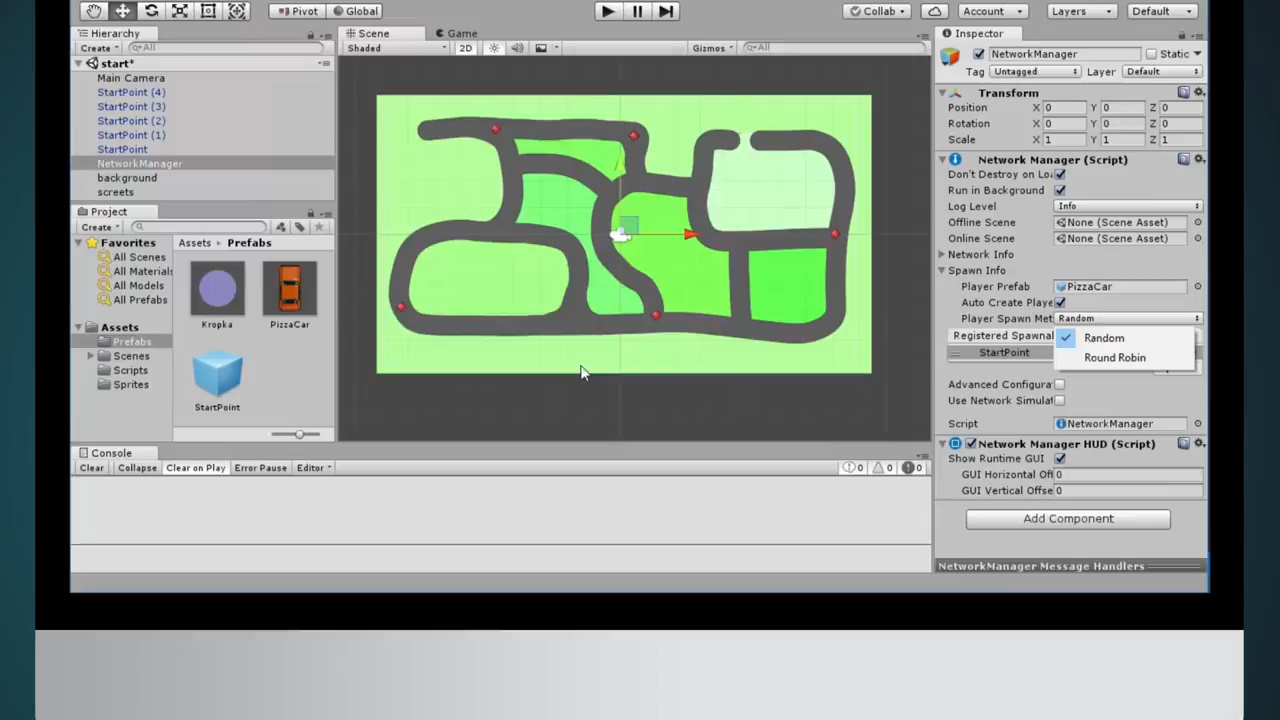 Pivot Global Collab Account Layers Default
Hierarchy
Create All
start*
Main Camera
StartPoint (4)
StartPoint (3)
StartPoint (2)
StartPoint (1)
StartPoint
NetworkManager
background
screets
Project
Create
Favorites
All Scenes
All Materials
All Models
All Prefabs
Assets
Prefabs
Scenes
Scripts
Sprites
Assets Prefabs
Kropka
PizzaCar
StartPoint
Scene Game
Shaded 2D Gizmos All
Console
Clear Collapse Clear on Play Error Pause Editor 0 0 0
Inspector
NetworkManager Static
Tag Untagged Layer Default
Transform
Position X 0 Y 0 Z 0
Rotation X 0 Y 0 Z 0
Scale X 1 Y 1 Z 1
Network Manager (Script)
Don't Destroy on Loa
Run in Background
Log Level Info
Offline Scene None (Scene Asset)
Online Scene None (Scene Asset)
Network Info
Spawn Info
Player Prefab PizzaCar
Auto Create Playe
Player Spawn Met Random
Registered Spawnal Random
StartPoint Round Robin
Advanced Configura
Use Network Simulat
Script NetworkManager
Network Manager HUD (Script)
Show Runtime GUI
GUI Horizontal Off 0
GUI Vertical Offse 0
Add Component
NetworkManager Message Handlers